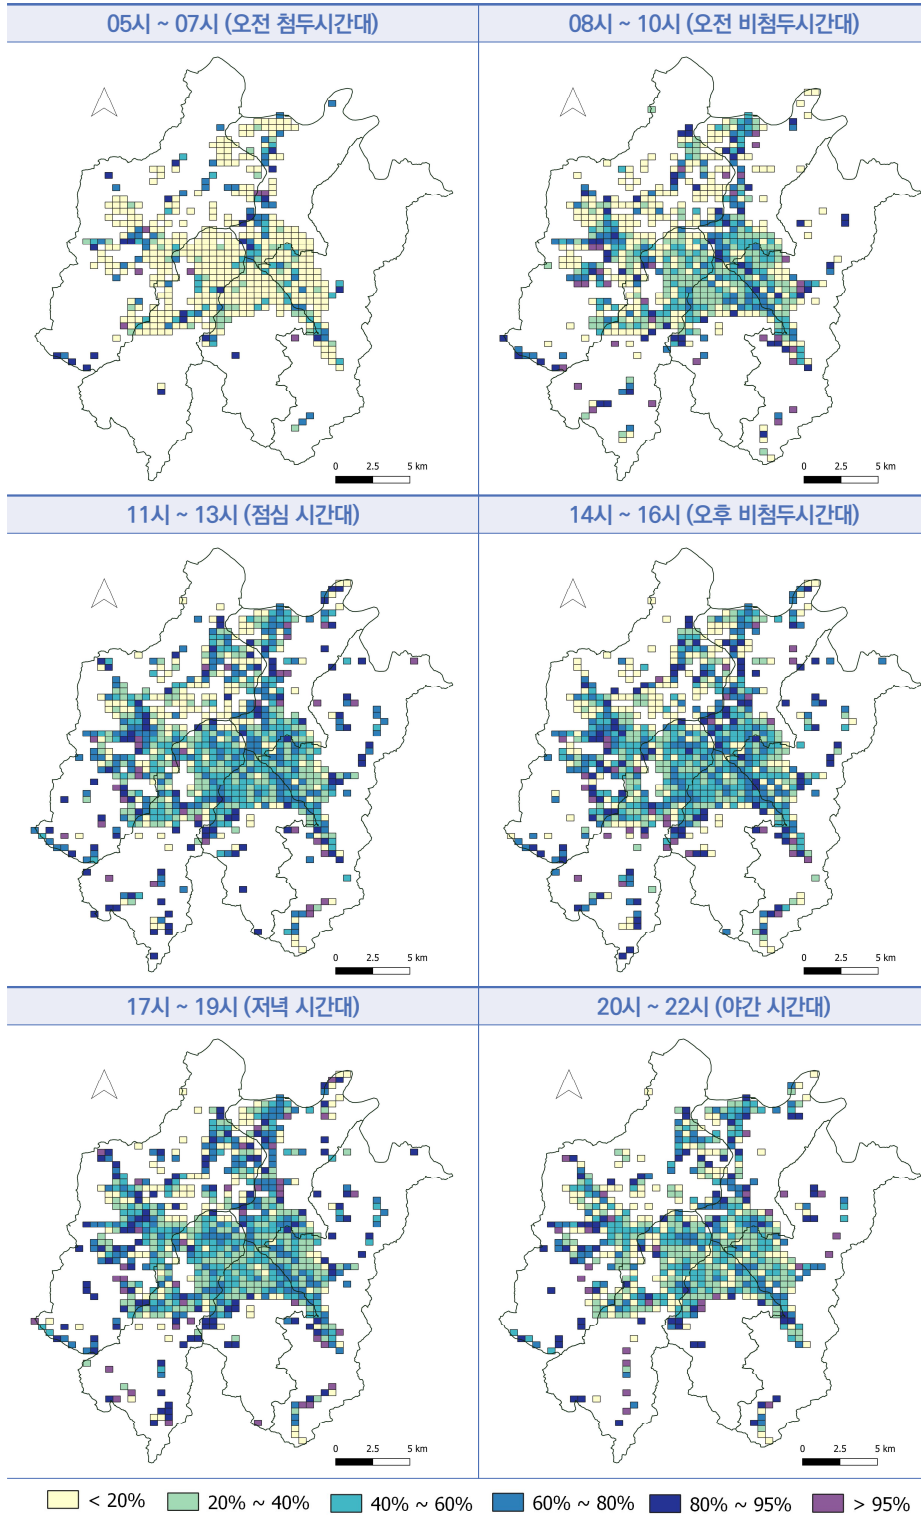 05시 ~ 07시 (오전 첨두시간대)
08시 ~ 10시 (오전 비첨두시간대)
0 2.5 5 km
0 2.5 5 km
11시 ~ 13시 (점심 시간대)
14시 ~ 16시 (오후 비첨두시간대)
0 2.5 5 km
0 2.5 5 km
17시 ~ 19시 (저녁 시간대)
20시 ~ 22시 (야간 시간대)
0 2.5 5 km
0 2.5 5 km
< 20% 20% ~ 40% 40% ~ 60% 60% ~ 80% 80% ~ 95% > 95%